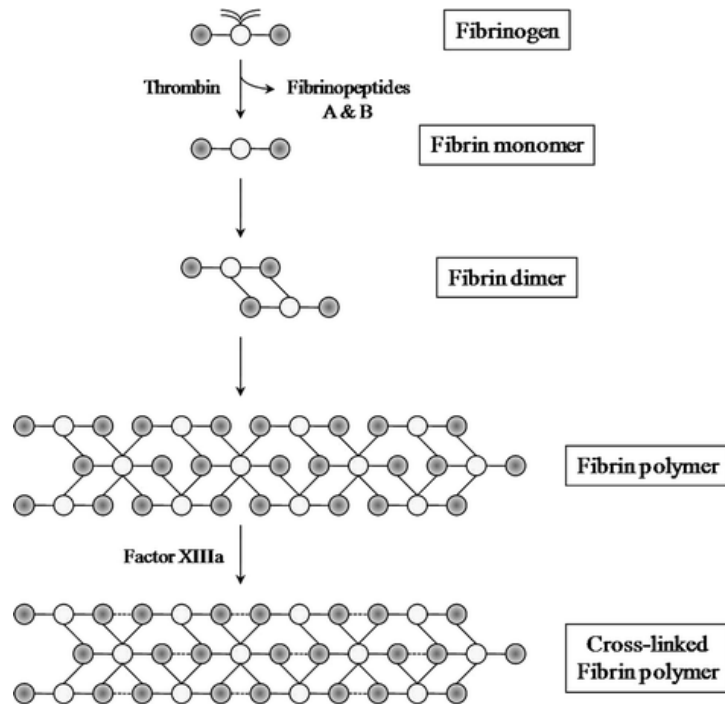 Fibrinogen
Thrombin
Fibrinopeptides
A & B
Fibrin monomer
Fibrin dimer
Fibrin polymer
Factor XIIIa
Cross-linked
Fibrin polymer